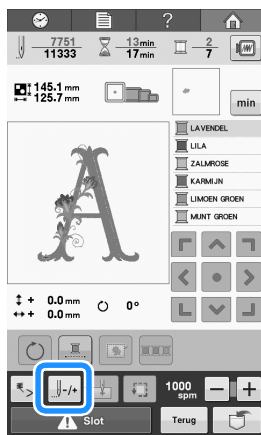 ?
7751 13min 2
11333 17min 7
145.1 mm
125.7 mm
min
LAVENDEL
LILA
ZALMROSE
KARMIJN
LIMOEN GROEN
MUNT GROEN
A
+ 0.0 mm 0°
+ 0.0 mm
-/+ 1000 spm - +
Slot Terug